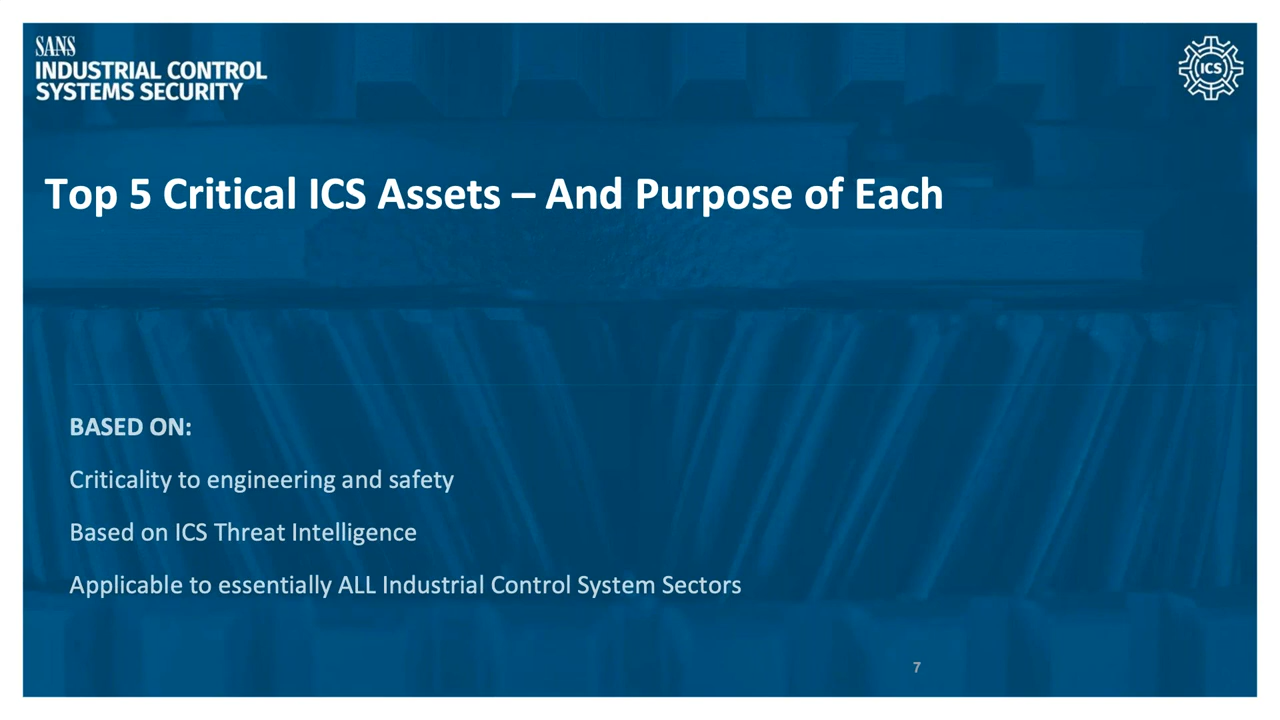 SANS
INDUSTRIAL CONTROL
SYSTEMS SECURITY
ICS
Top 5 Critical ICS Assets – And Purpose of Each
BASED ON:
Criticality to engineering and safety
Based on ICS Threat Intelligence
Applicable to essentially ALL Industrial Control System Sectors
7